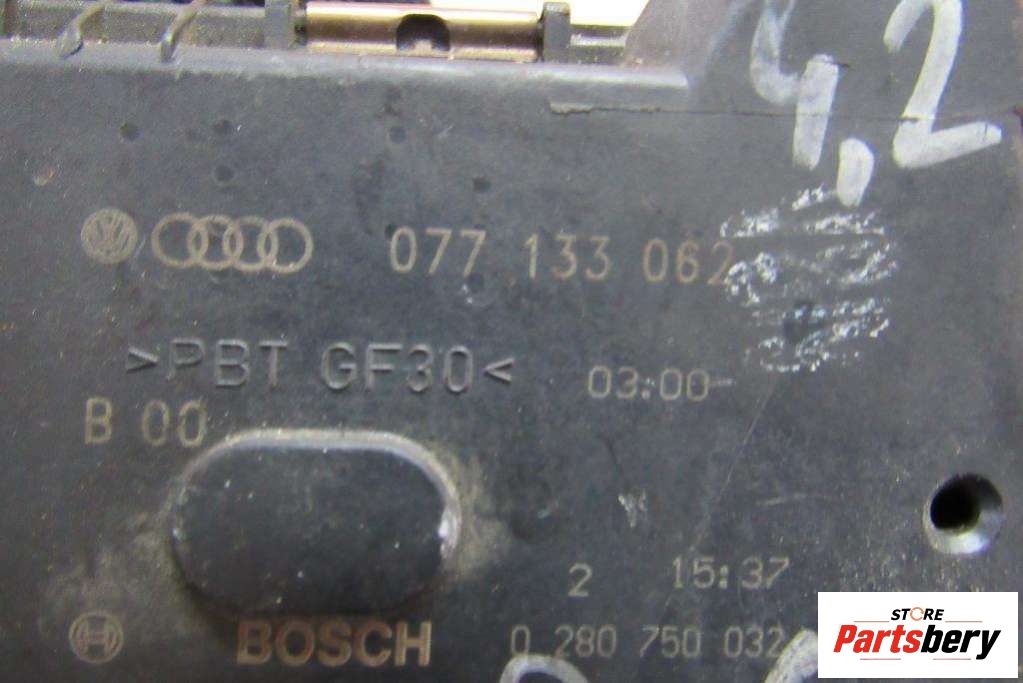 4,2
077 133 062
>PBT GF30<
03:00-
B 00
2 15:37
BOSCH 0 280 750 032
STORE
Partsbery